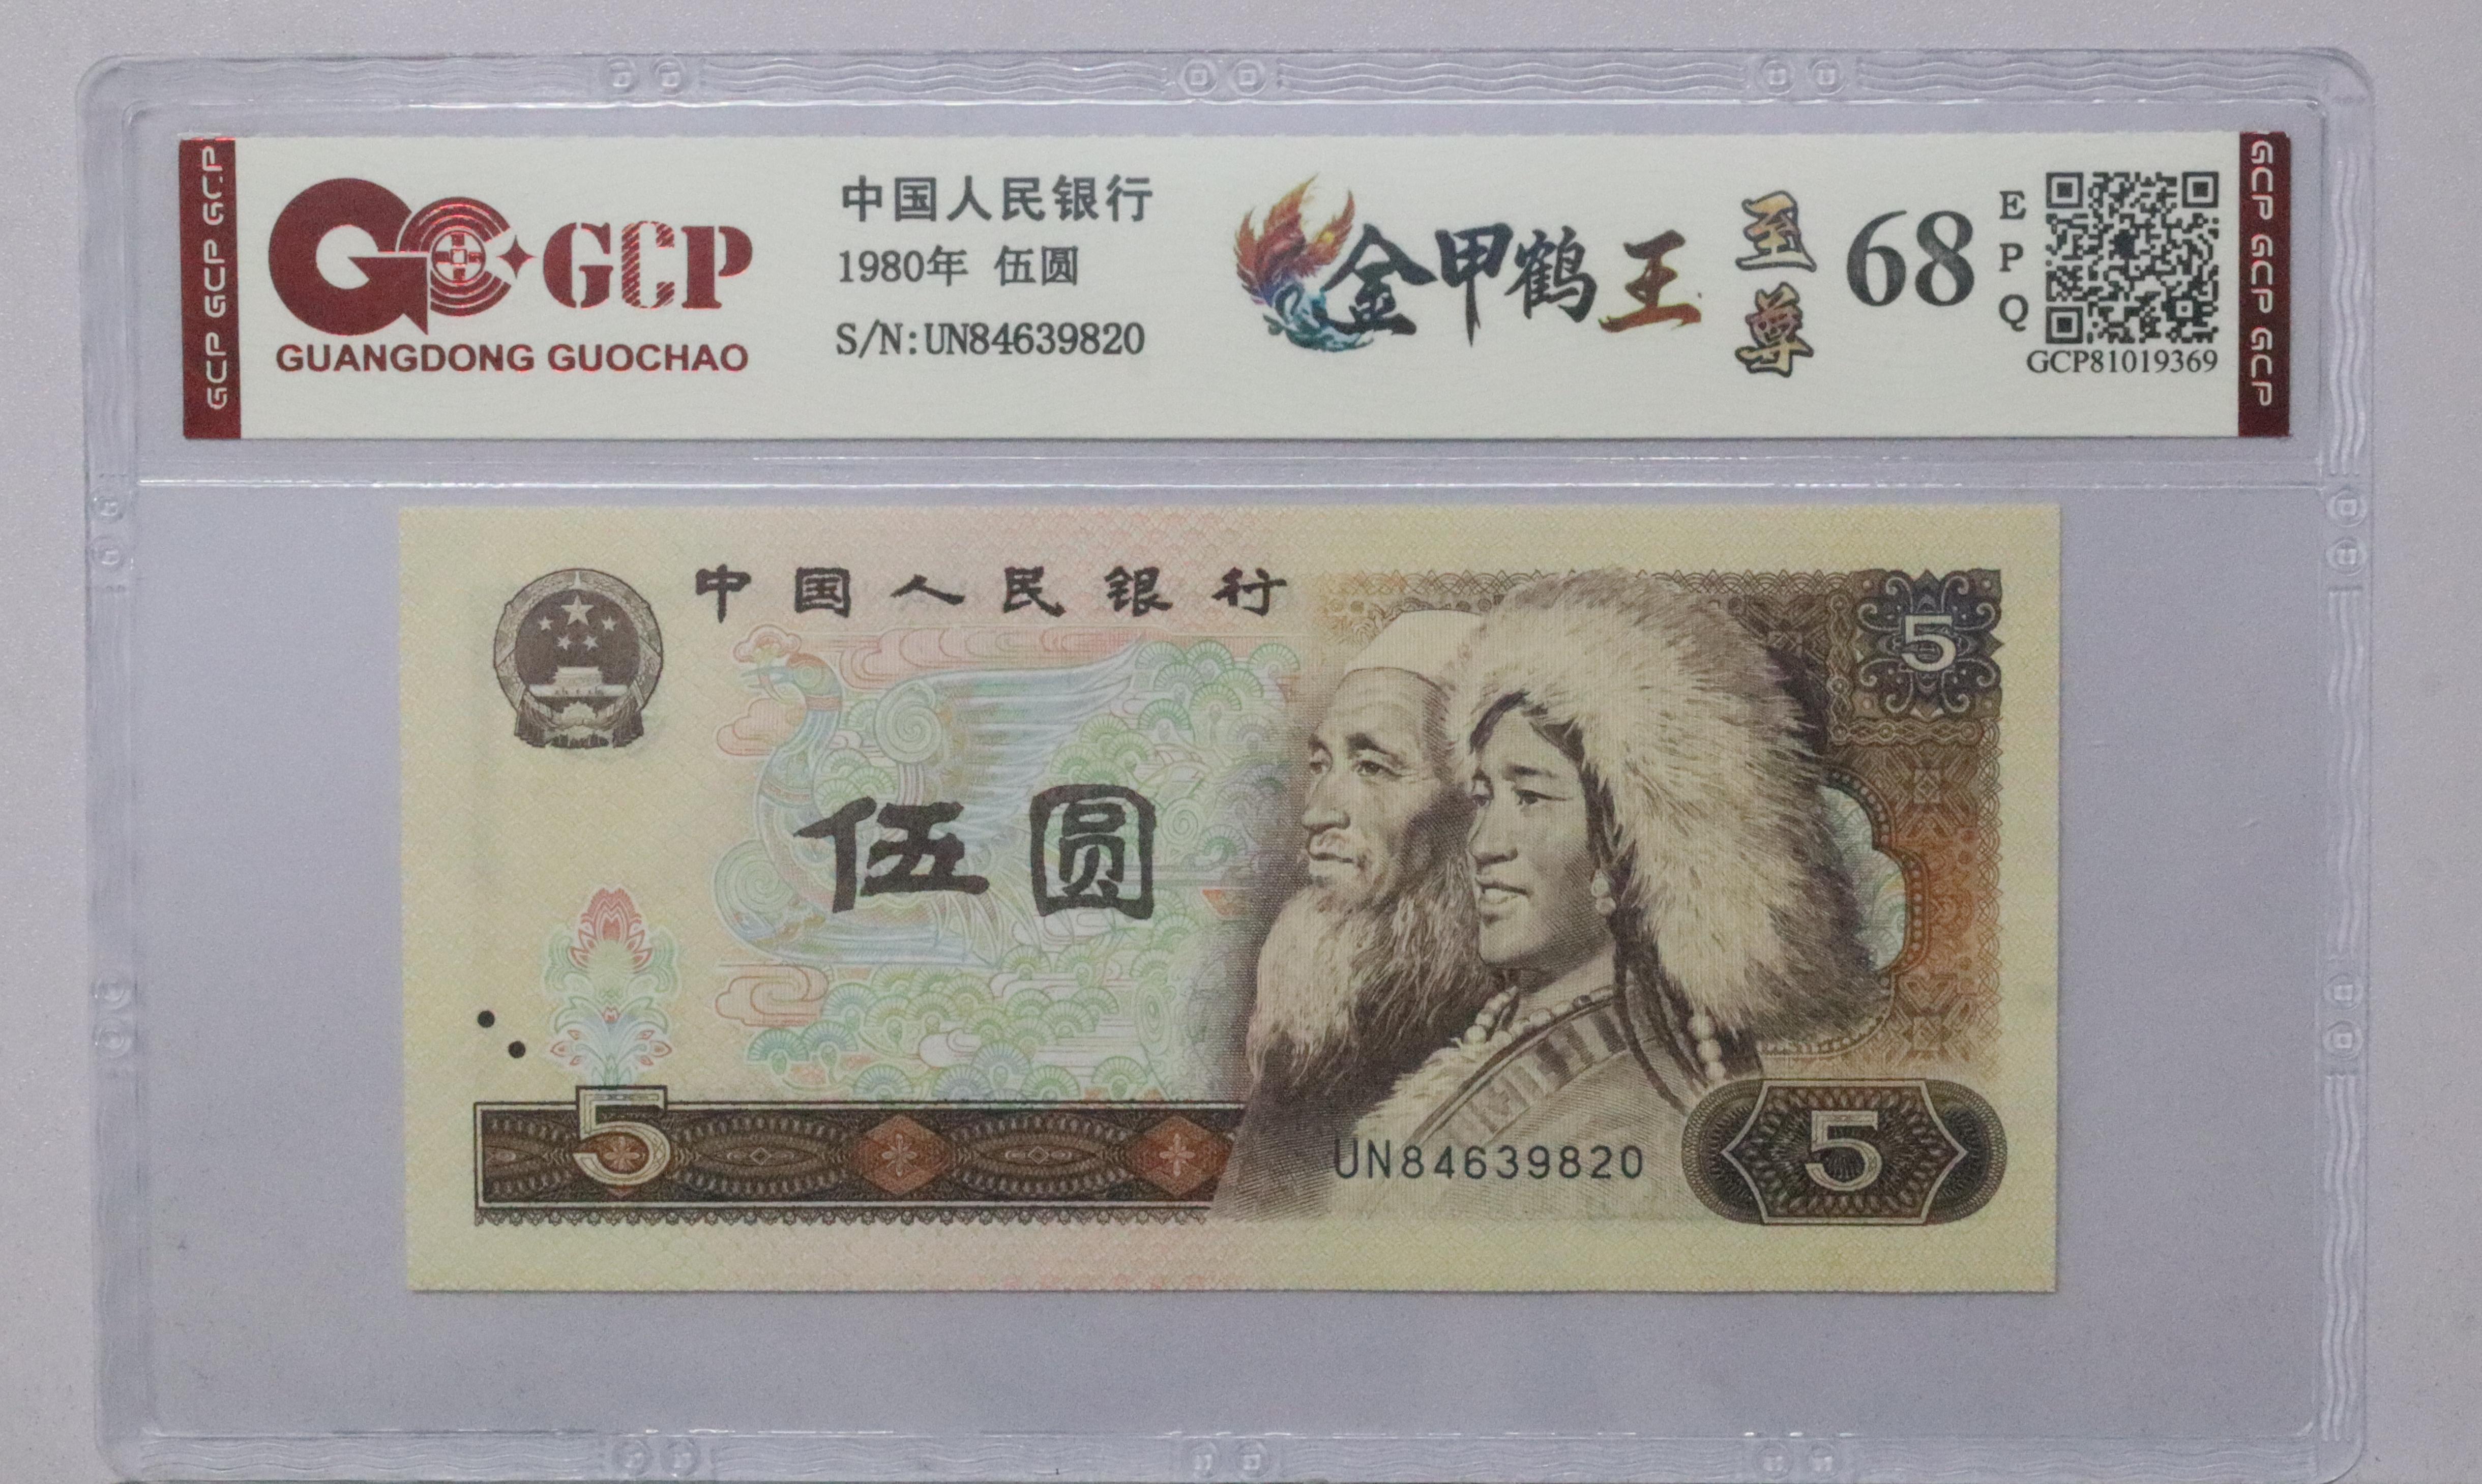 GCP GCP GCP
GCP
GUANGDONG GUOCHAO
中国人民银行
1980年 伍圆
S/N:UN84639820
金甲鹤王
至尊
68
EPQ
GCP81019369
GCP GCP GCP
中国人民银行
5
伍圆
5
UN84639820
5